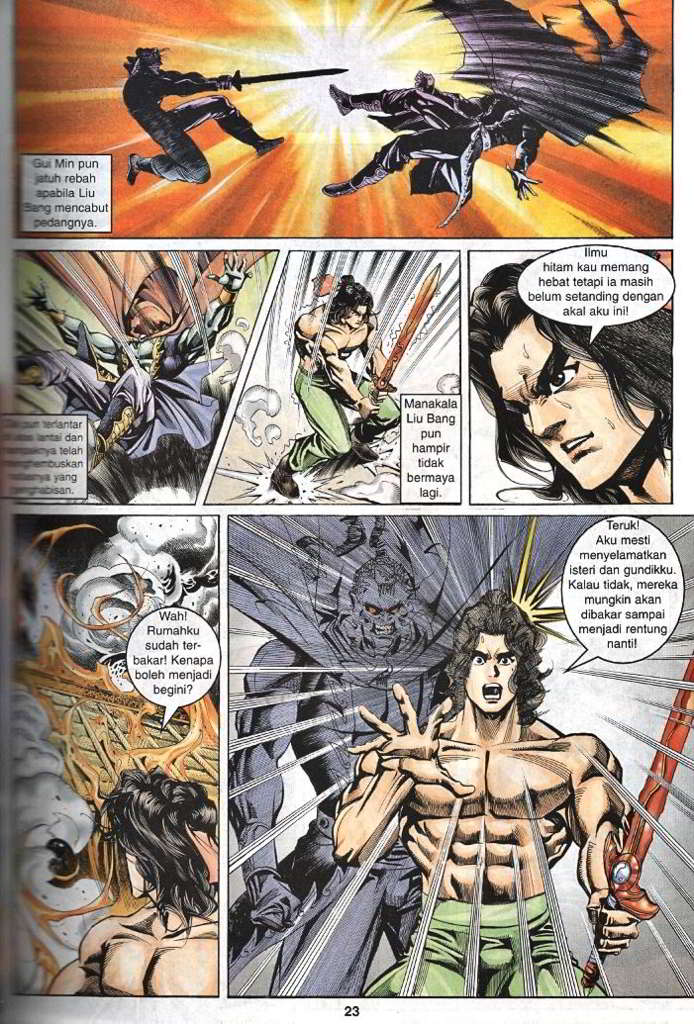 Gui Min pun
jatuh rebah
apabila Liu
Bang mencabut
pedangnya.
pun terlantar
lantai dan
telah
menghembuskan
yang
penghabisan.
Manakala
Liu Bang
pun
hampir
tidak
bermaya
lagi.
Ilmu
hitam kau memang
hebat tetapi ia masih
belum setanding dengan
akal aku ini!
Wah!
Rumahku
sudah ter-
bakar! Kenapa
boleh menjadi
begini?
Teruk!
Aku mesti
menyelamatkan
isteri dan gundikku.
Kalau tidak, mereka
mungkin akan
dibakar sampai
menjadi rentung
nanti!
23